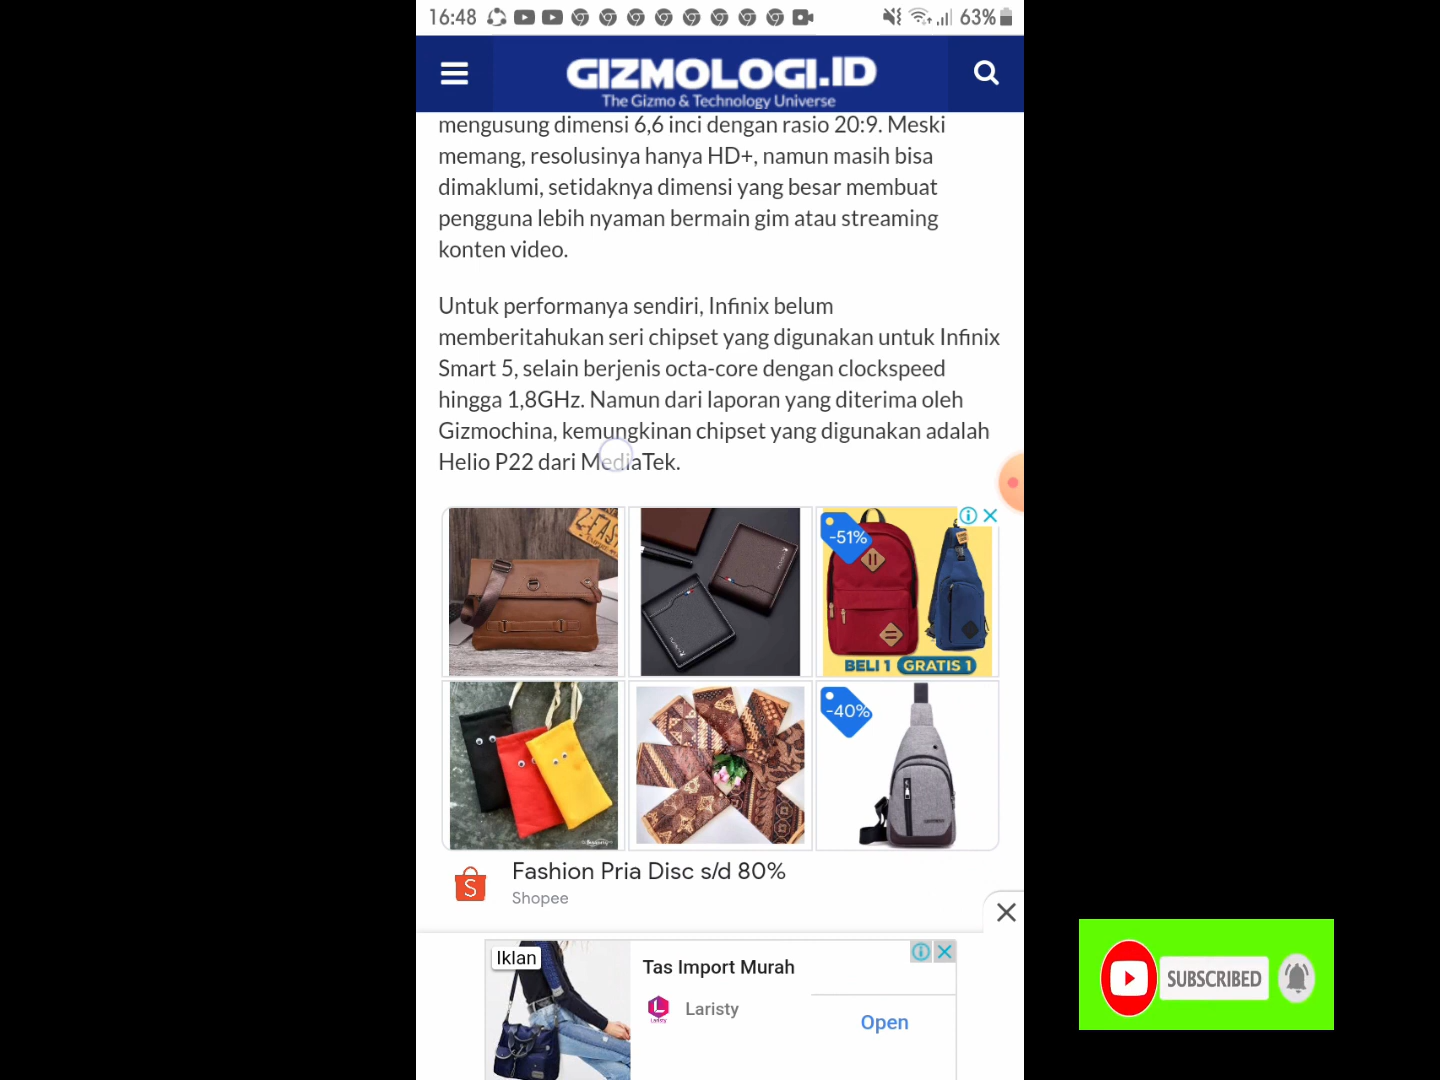 16:48
63%
GIZMOLOGI.ID
The Gizmo & Technology Universe
mengusung dimensi 6,6 inci dengan rasio 20:9. Meski
memang, resolusinya hanya HD+, namun masih bisa
dimaklumi, setidaknya dimensi yang besar membuat
pengguna lebih nyaman bermain gim atau streaming
konten video.
Untuk performanya sendiri, Infinix belum
memberitahukan seri chipset yang digunakan untuk Infinix
Smart 5, selain berjenis octa-core dengan clockspeed
hingga 1,8GHz. Namun dari laporan yang diterima oleh
Gizmochina, kemungkinan chipset yang digunakan adalah
Helio P22 dari MediaTek.
-51%
BELI 1 GRATIS 1
-40%
Fashion Pria Disc s/d 80%
Shopee
Iklan
Tas Import Murah
Laristy
Open
SUBSCRIBED